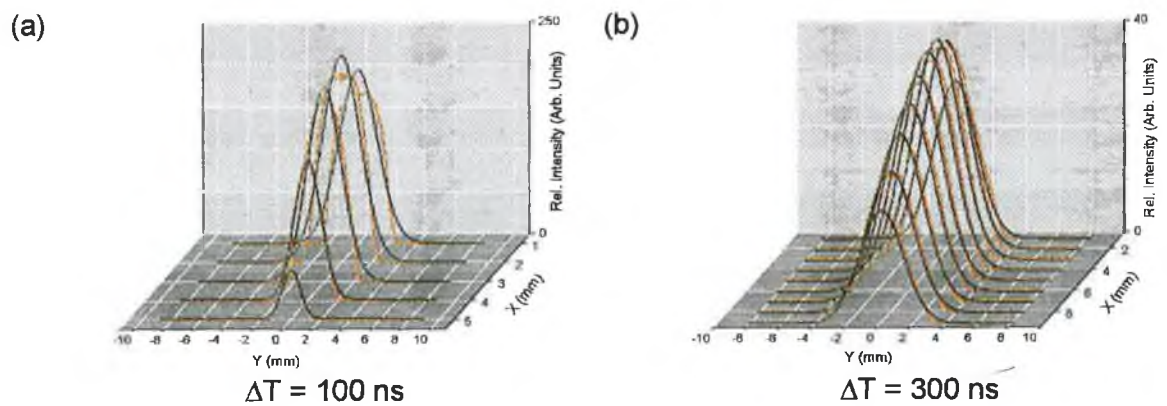 (a)
250
Rel. Intensity (Arb. Units)
0
1
2
3
4
5
X (mm)
-10 -8 -6 -4 -2 0 2 4 6 8 10
Y (mm)
ΔT = 100 ns
(b)
40
Rel. Intensity (Arb. Units)
0
2
4
6
8
X (mm)
-10 -8 -6 -4 -2 0 2 4 6 8 10
Y (mm)
ΔT = 300 ns